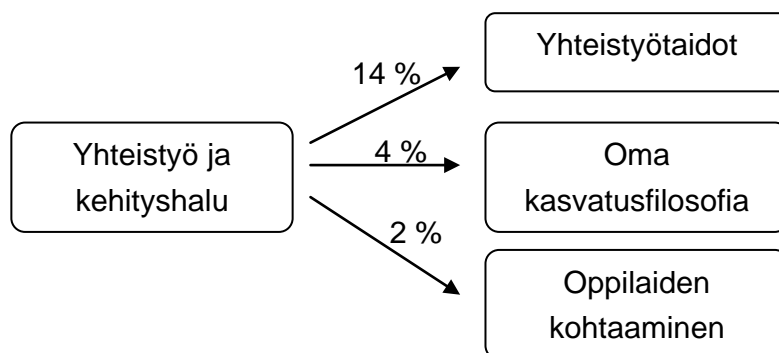 Yhteistyötaidot
14 %
Yhteistyö ja
kehityshalu
4 %
Oma
kasvatusfilosofia
2 %
Oppilaiden
kohtaaminen